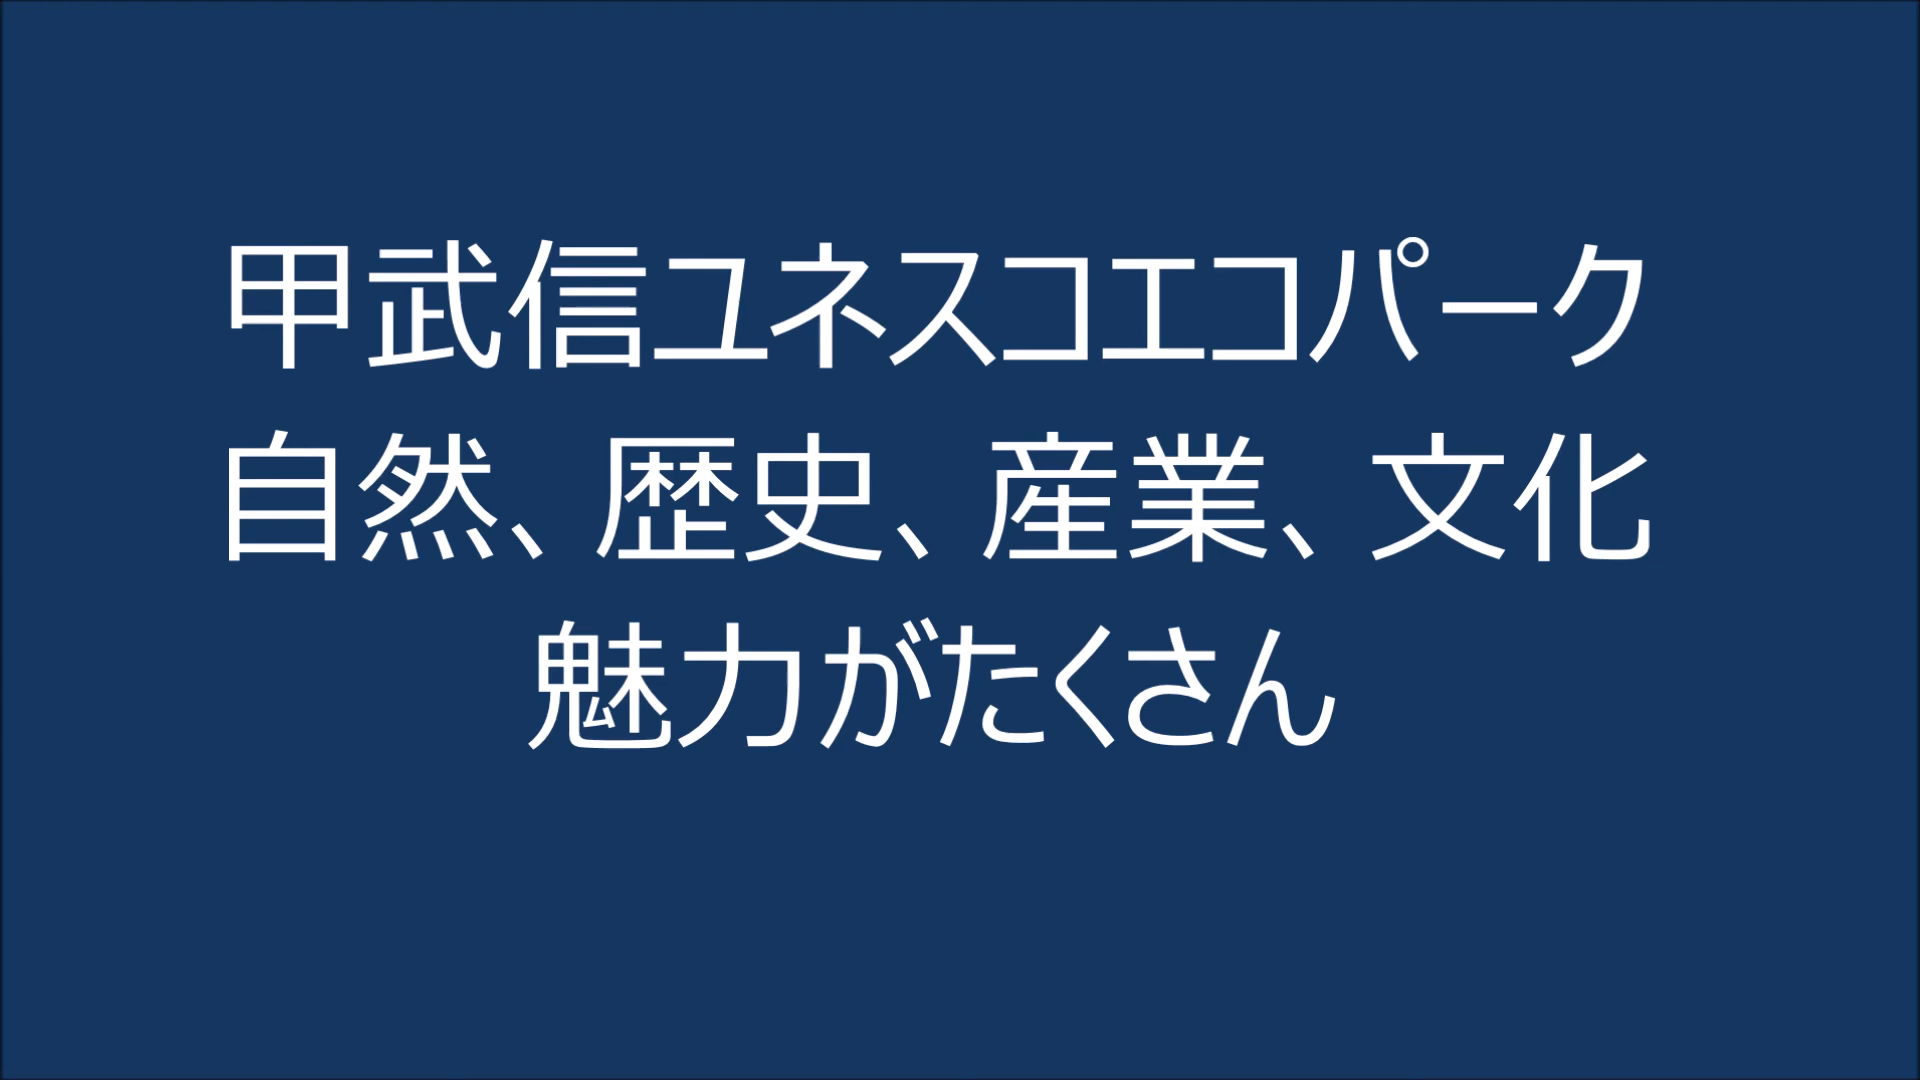 甲武信ユネスコエコパーク
自然、歴史、産業、文化
魅力がたくさん